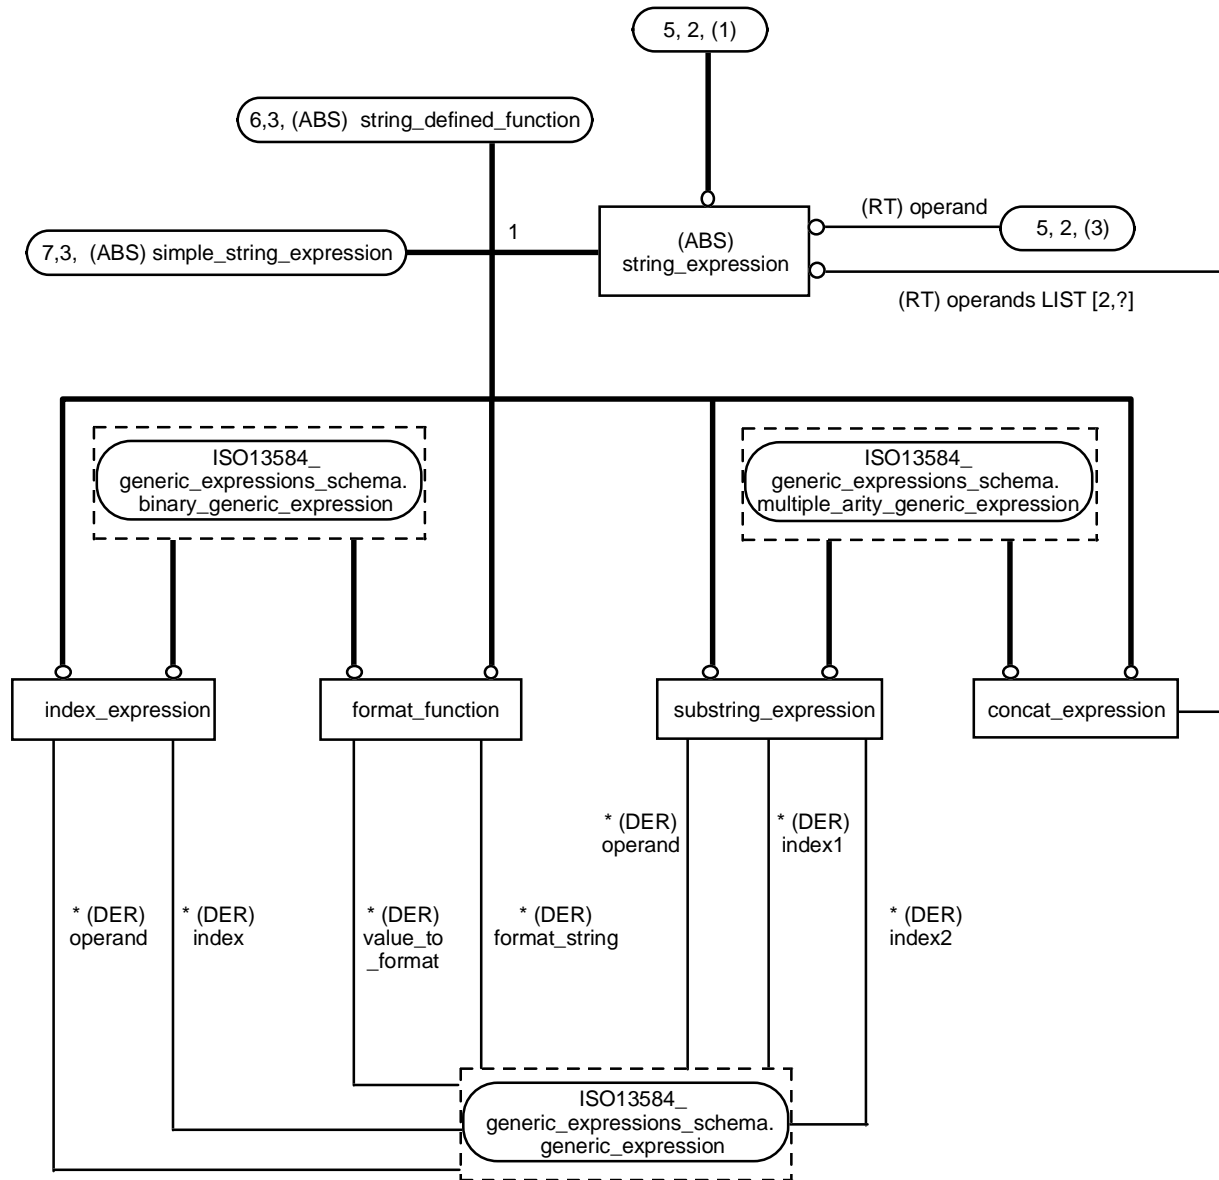 5, 2, (1)
6,3, (ABS)  string_defined_function
(RT) operand
5, 2, (3)
1
7,3,  (ABS) simple_string_expression
(ABS)
string_expression
(RT) operands LIST [2,?]
ISO13584_
generic_expressions_schema.
binary_generic_expression
ISO13584_
generic_expressions_schema.
multiple_arity_generic_expression
index_expression
format_function
substring_expression
concat_expression
* (DER)
operand
* (DER)
index1
* (DER)
operand
* (DER)
index
* (DER)
value_to
_format
* (DER)
format_string
* (DER)
index2
ISO13584_
generic_expressions_schema.
generic_expression